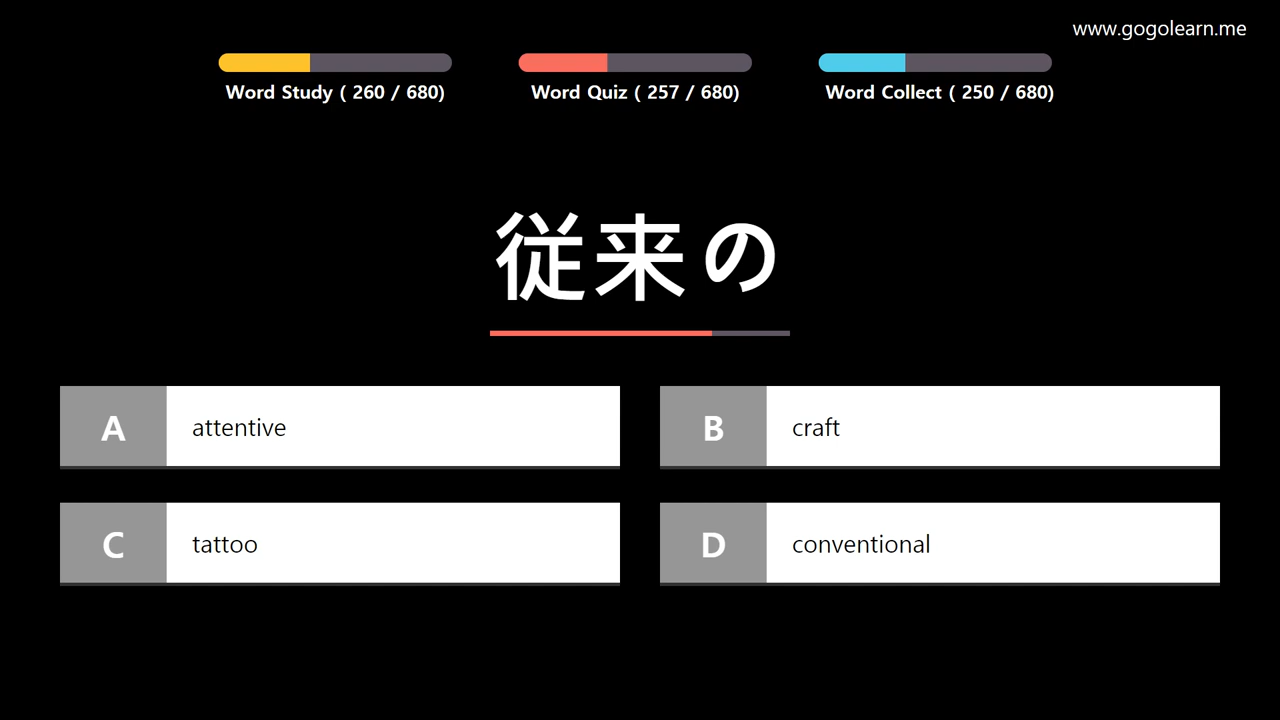 www.gogolearn.me
Word Study ( 260 / 680)
Word Quiz ( 257 / 680)
Word Collect ( 250 / 680)
従来の
A attentive
B craft
C tattoo
D conventional